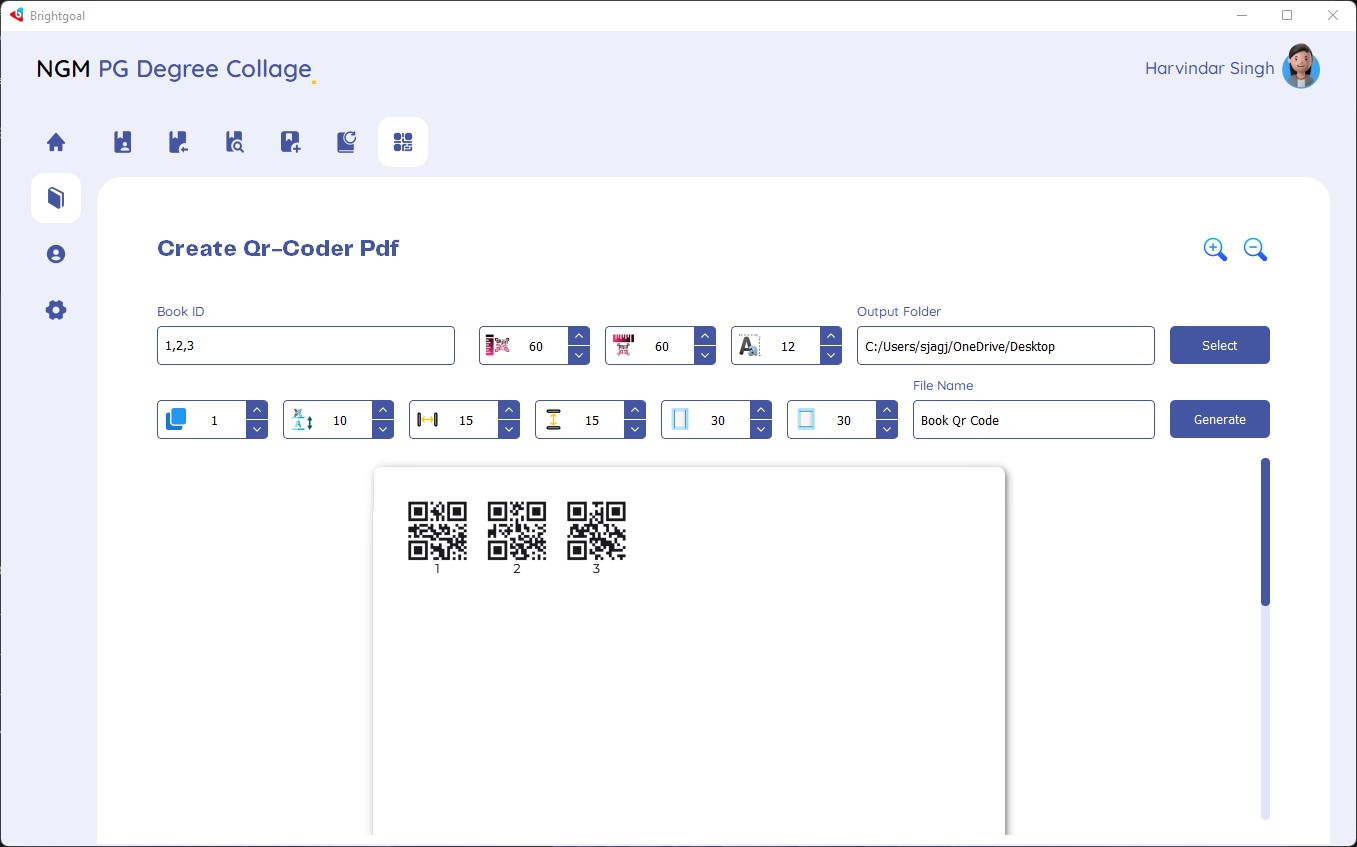 Brightgoal
NGM PG Degree Collage.
Harvindar Singh
Create Qr-Coder Pdf
Book ID
Output Folder
1,2,3
60
60
12
C:/Users/sjagj/OneDrive/Desktop
Select
File Name
1
10
15
15
30
30
Book Qr Code
Generate
1
2
3